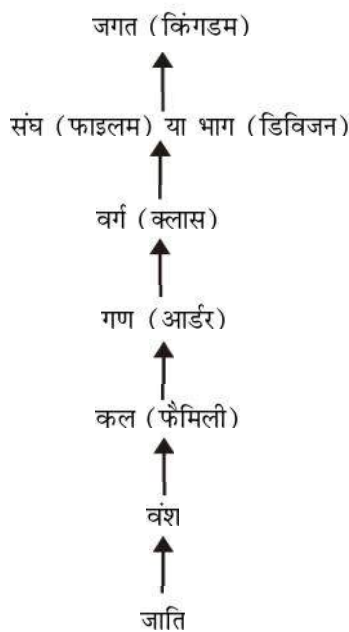 जगत (किंगडम)
संघ (फाइलम) या भाग (डिविजन)
वर्ग (क्लास)
गण (आर्डर)
कल (फैमिली)
वंश
जाति